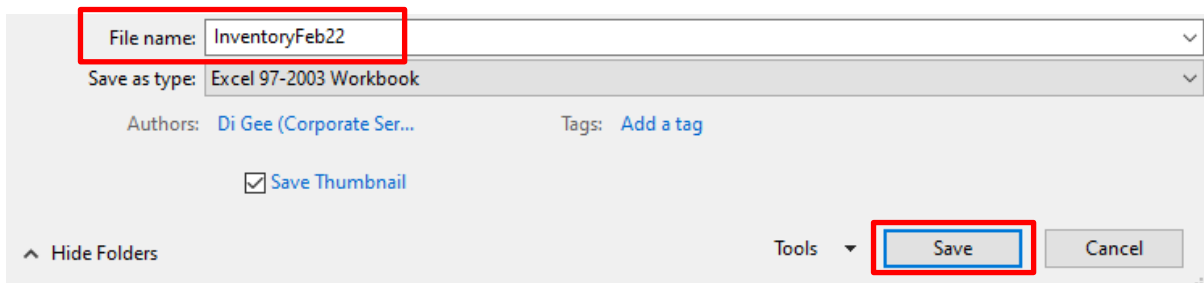 File name: InventoryFeb22
Save as type: Excel 97-2003 Workbook
Authors: Di Gee (Corporate Ser... Tags: Add a tag
Save Thumbnail
Hide Folders Tools Save Cancel